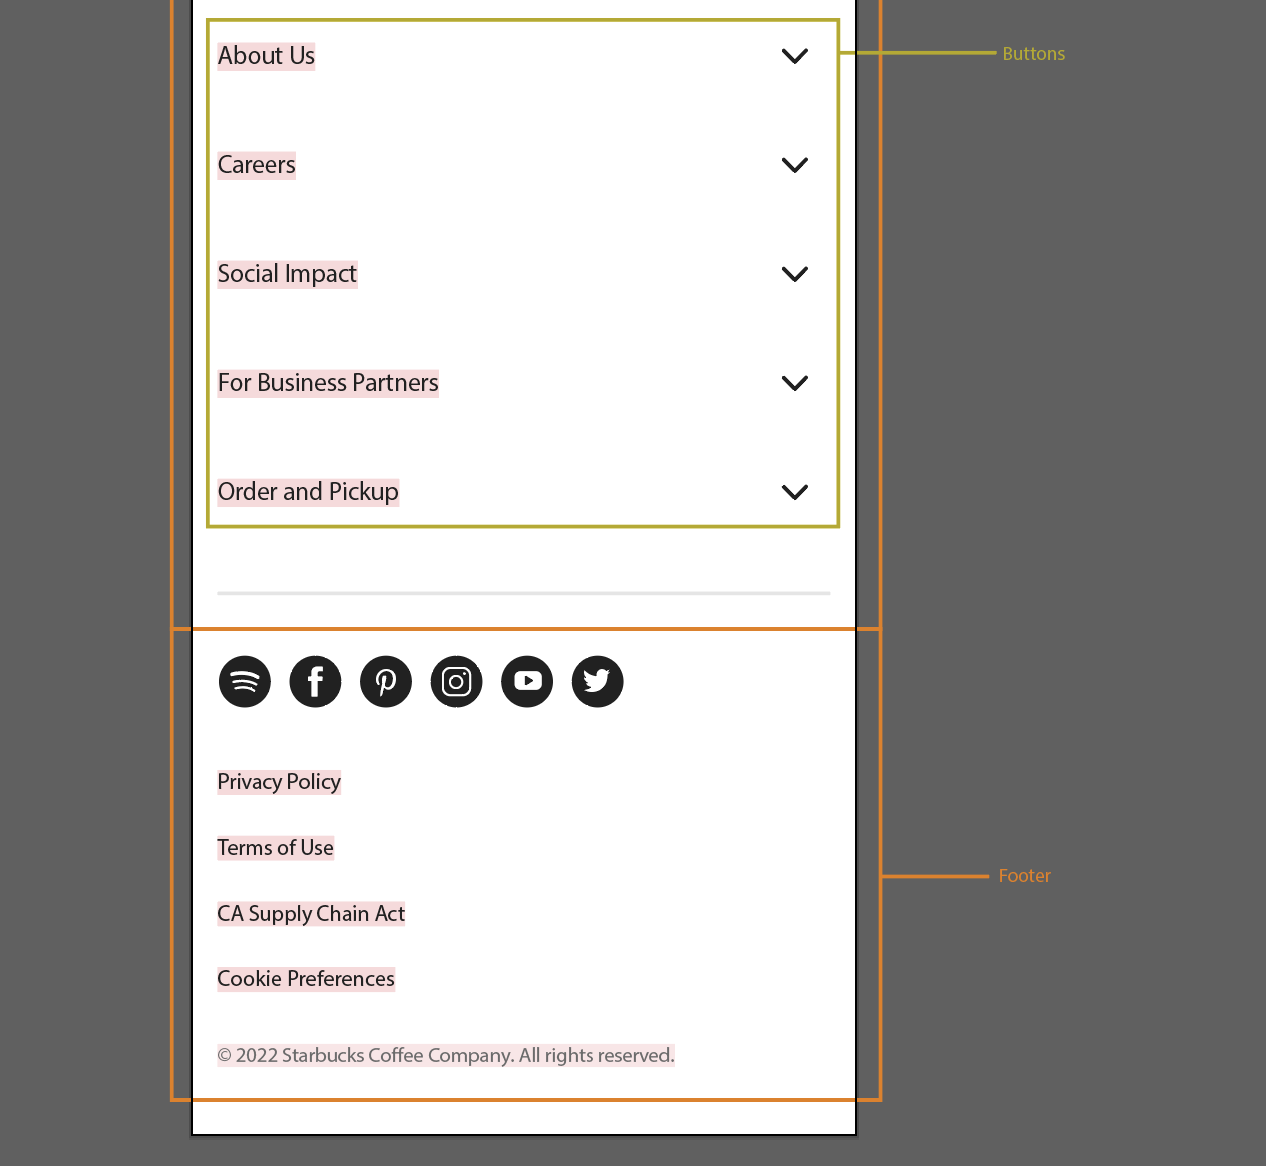 About Us
Buttons
Careers
Social Impact
For Business Partners
Order and Pickup
Privacy Policy
Terms of Use
CA Supply Chain Act
Footer
Cookie Preferences
© 2022 Starbucks Coffee Company. All rights reserved.